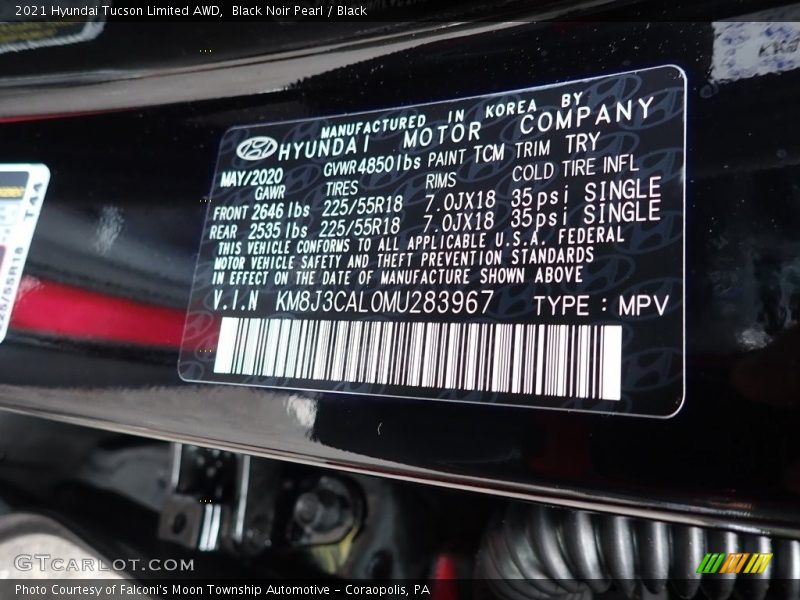 2021 Hyundai Tucson Limited AWD,  Black Noir Pearl / Black
MANUFACTURED IN KOREA BY
HYUNDAI MOTOR COMPANY
MAY/2020 GVWR 4850lbs PAINT TCM TRIM TRY
GAWR TIRES RIMS COLD TIRE INFL
FRONT 2646 lbs 225/55R18 7.0JX18 35psi SINGLE
REAR 2535 lbs 225/55R18 7.0JX18 35psi SINGLE
THIS VEHICLE CONFORMS TO ALL APPLICABLE U.S.A. FEDERAL
MOTOR VEHICLE SAFETY AND THEFT PREVENTION STANDARDS
IN EFFECT ON THE DATE OF MANUFACTURE SHOWN ABOVE
V.I.N KM8J3CAL0MU283967 TYPE : MPV
GTCARLOT.COM
Photo Courtesy of Falconi's Moon Township Automotive – Coraopolis, PA